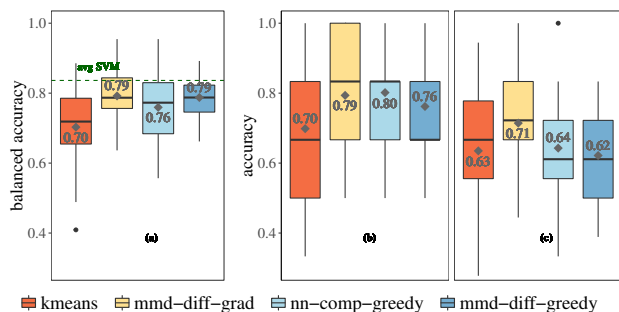 1.0
0.8
0.6
0.4
balanced accuracy
avg SVM
0.70
0.79
0.76
0.79
(a)
1.0
0.8
0.6
0.4
accuracy
0.70
0.79
0.80
0.76
(b)
0.63
0.71
0.64
0.62
(c)
kmeans mmd-diff-grad nn-comp-greedy mmd-diff-greedy